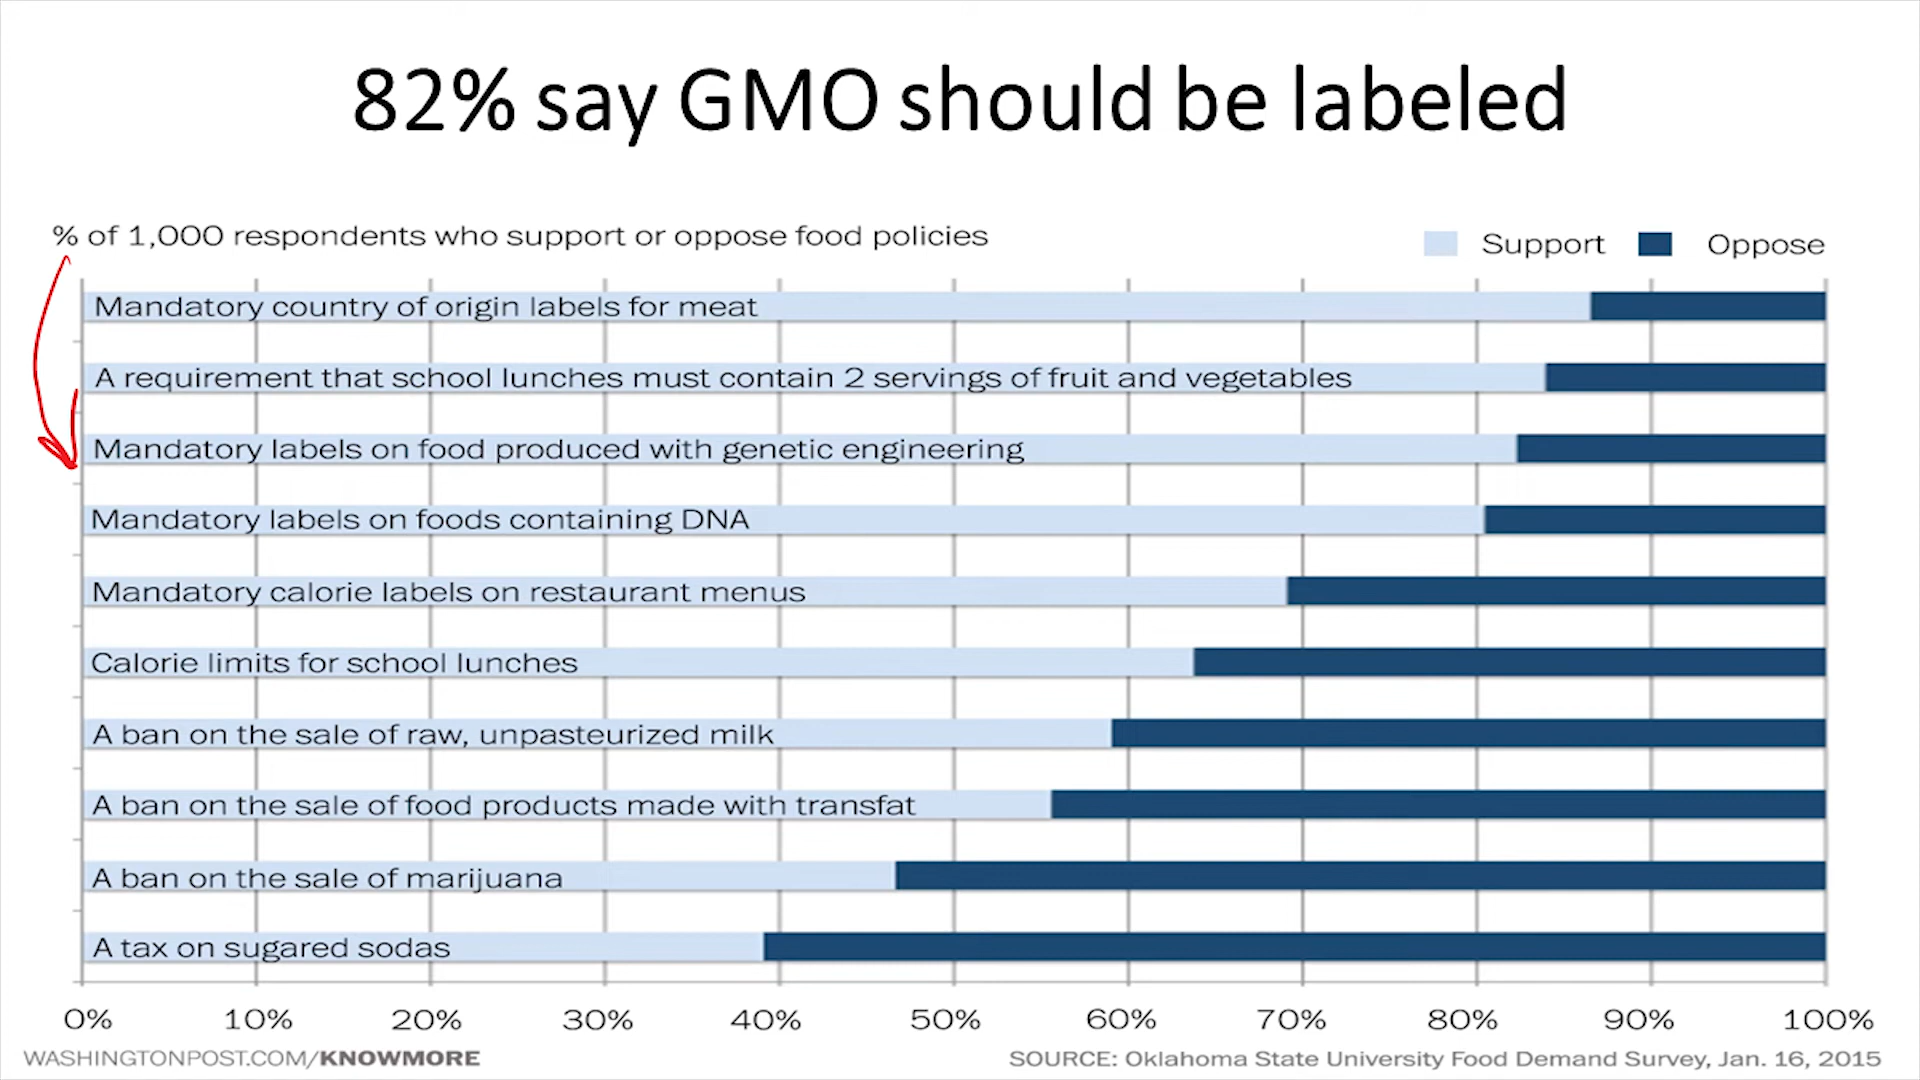 82% say GMO should be labeled
% of 1,000 respondents who support or oppose food policies
Support Oppose
Mandatory country of origin labels for meat
A requirement that school lunches must contain 2 servings of fruit and vegetables
Mandatory labels on food produced with genetic engineering
Mandatory labels on foods containing DNA
Mandatory calorie labels on restaurant menus
Calorie limits for school lunches
A ban on the sale of raw, unpasteurized milk
A ban on the sale of food products made with transfat
A ban on the sale of marijuana
A tax on sugared sodas
0% 10% 20% 30% 40% 50% 60% 70% 80% 90% 100%
WASHINGTONPOST.COM/KNOWMORE SOURCE: Oklahoma State University Food Demand Survey, Jan. 16, 2015